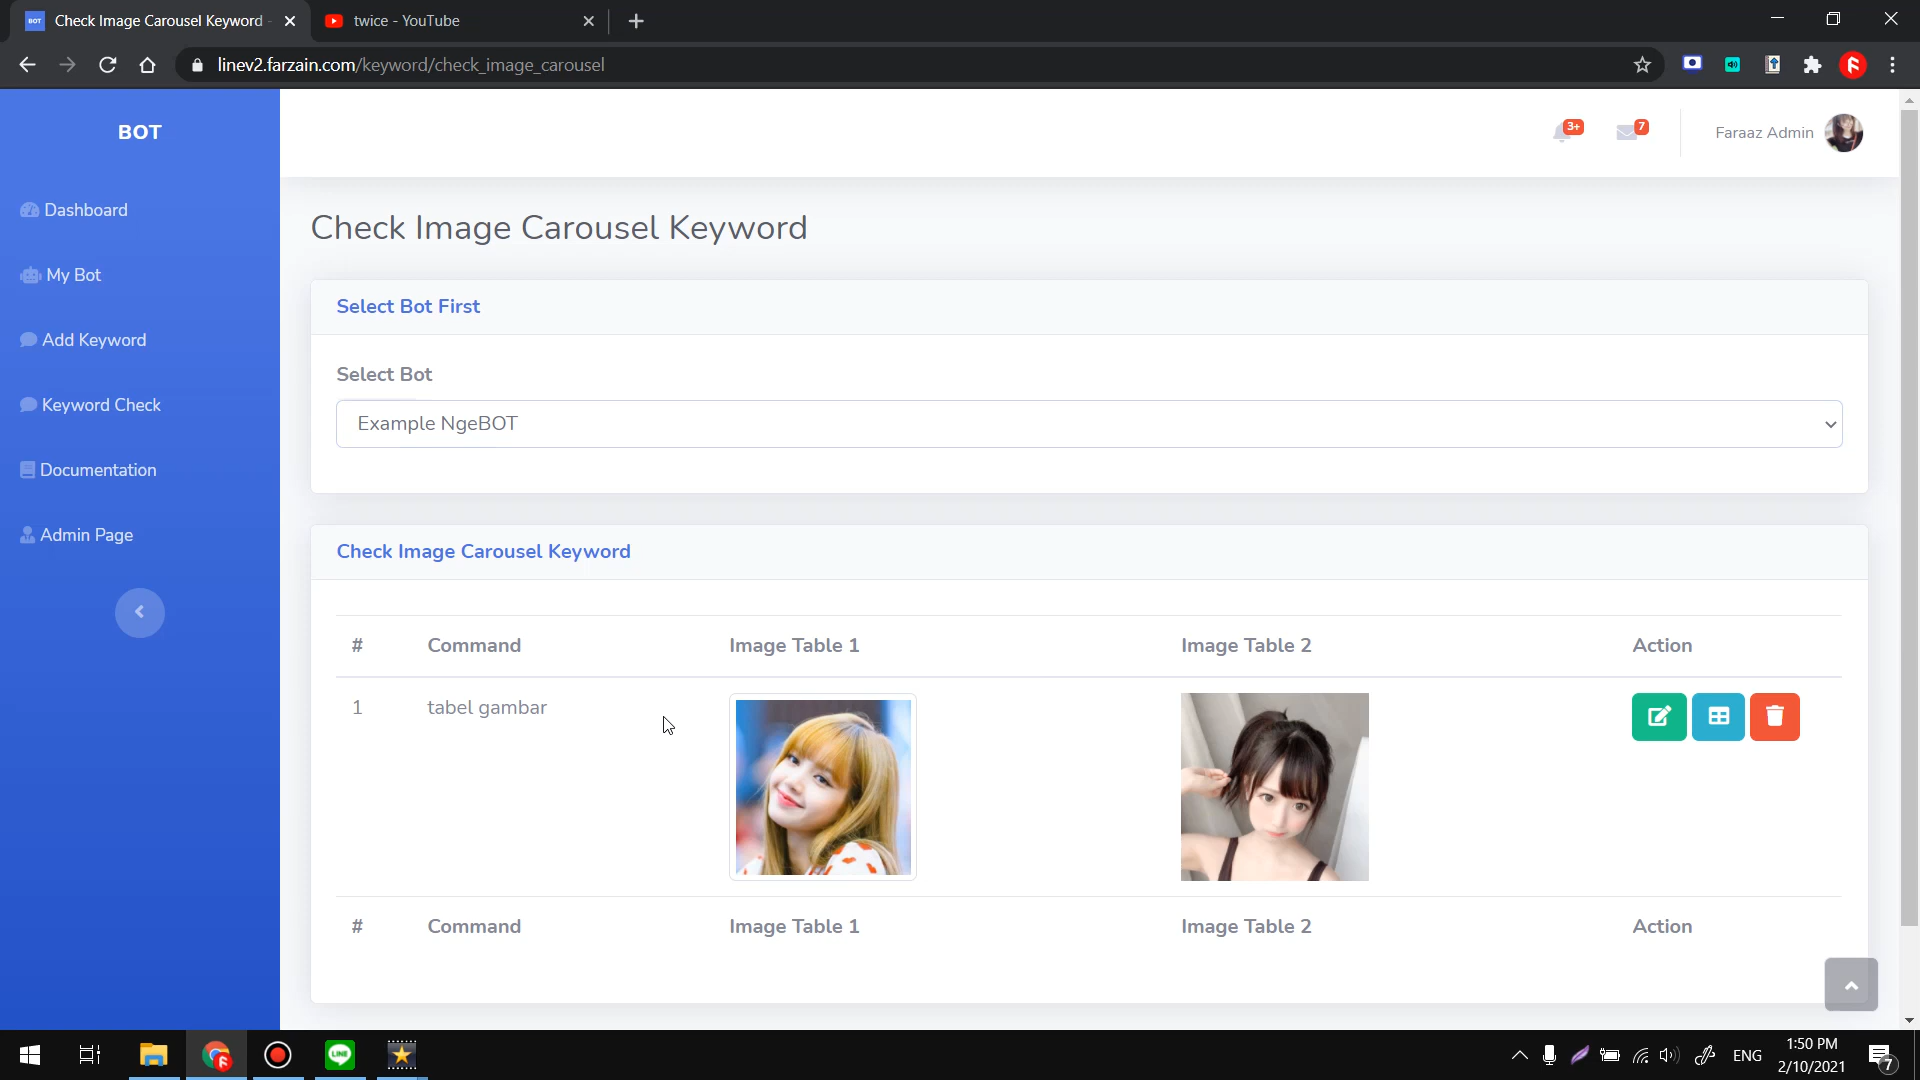 BOT Check Image Carousel Keyword -
twice - YouTube
linev2.farzain.com/keyword/check_image_carousel
BOT
3+
7
Faraaz Admin
Dashboard
My Bot
Add Keyword
Keyword Check
Documentation
Admin Page
Check Image Carousel Keyword
Select Bot First
Select Bot
Example NgeBOT
Check Image Carousel Keyword
# Command Image Table 1 Image Table 2 Action
1 tabel gambar
# Command Image Table 1 Image Table 2 Action
LINE
ENG
1:50 PM
2/10/2021
7